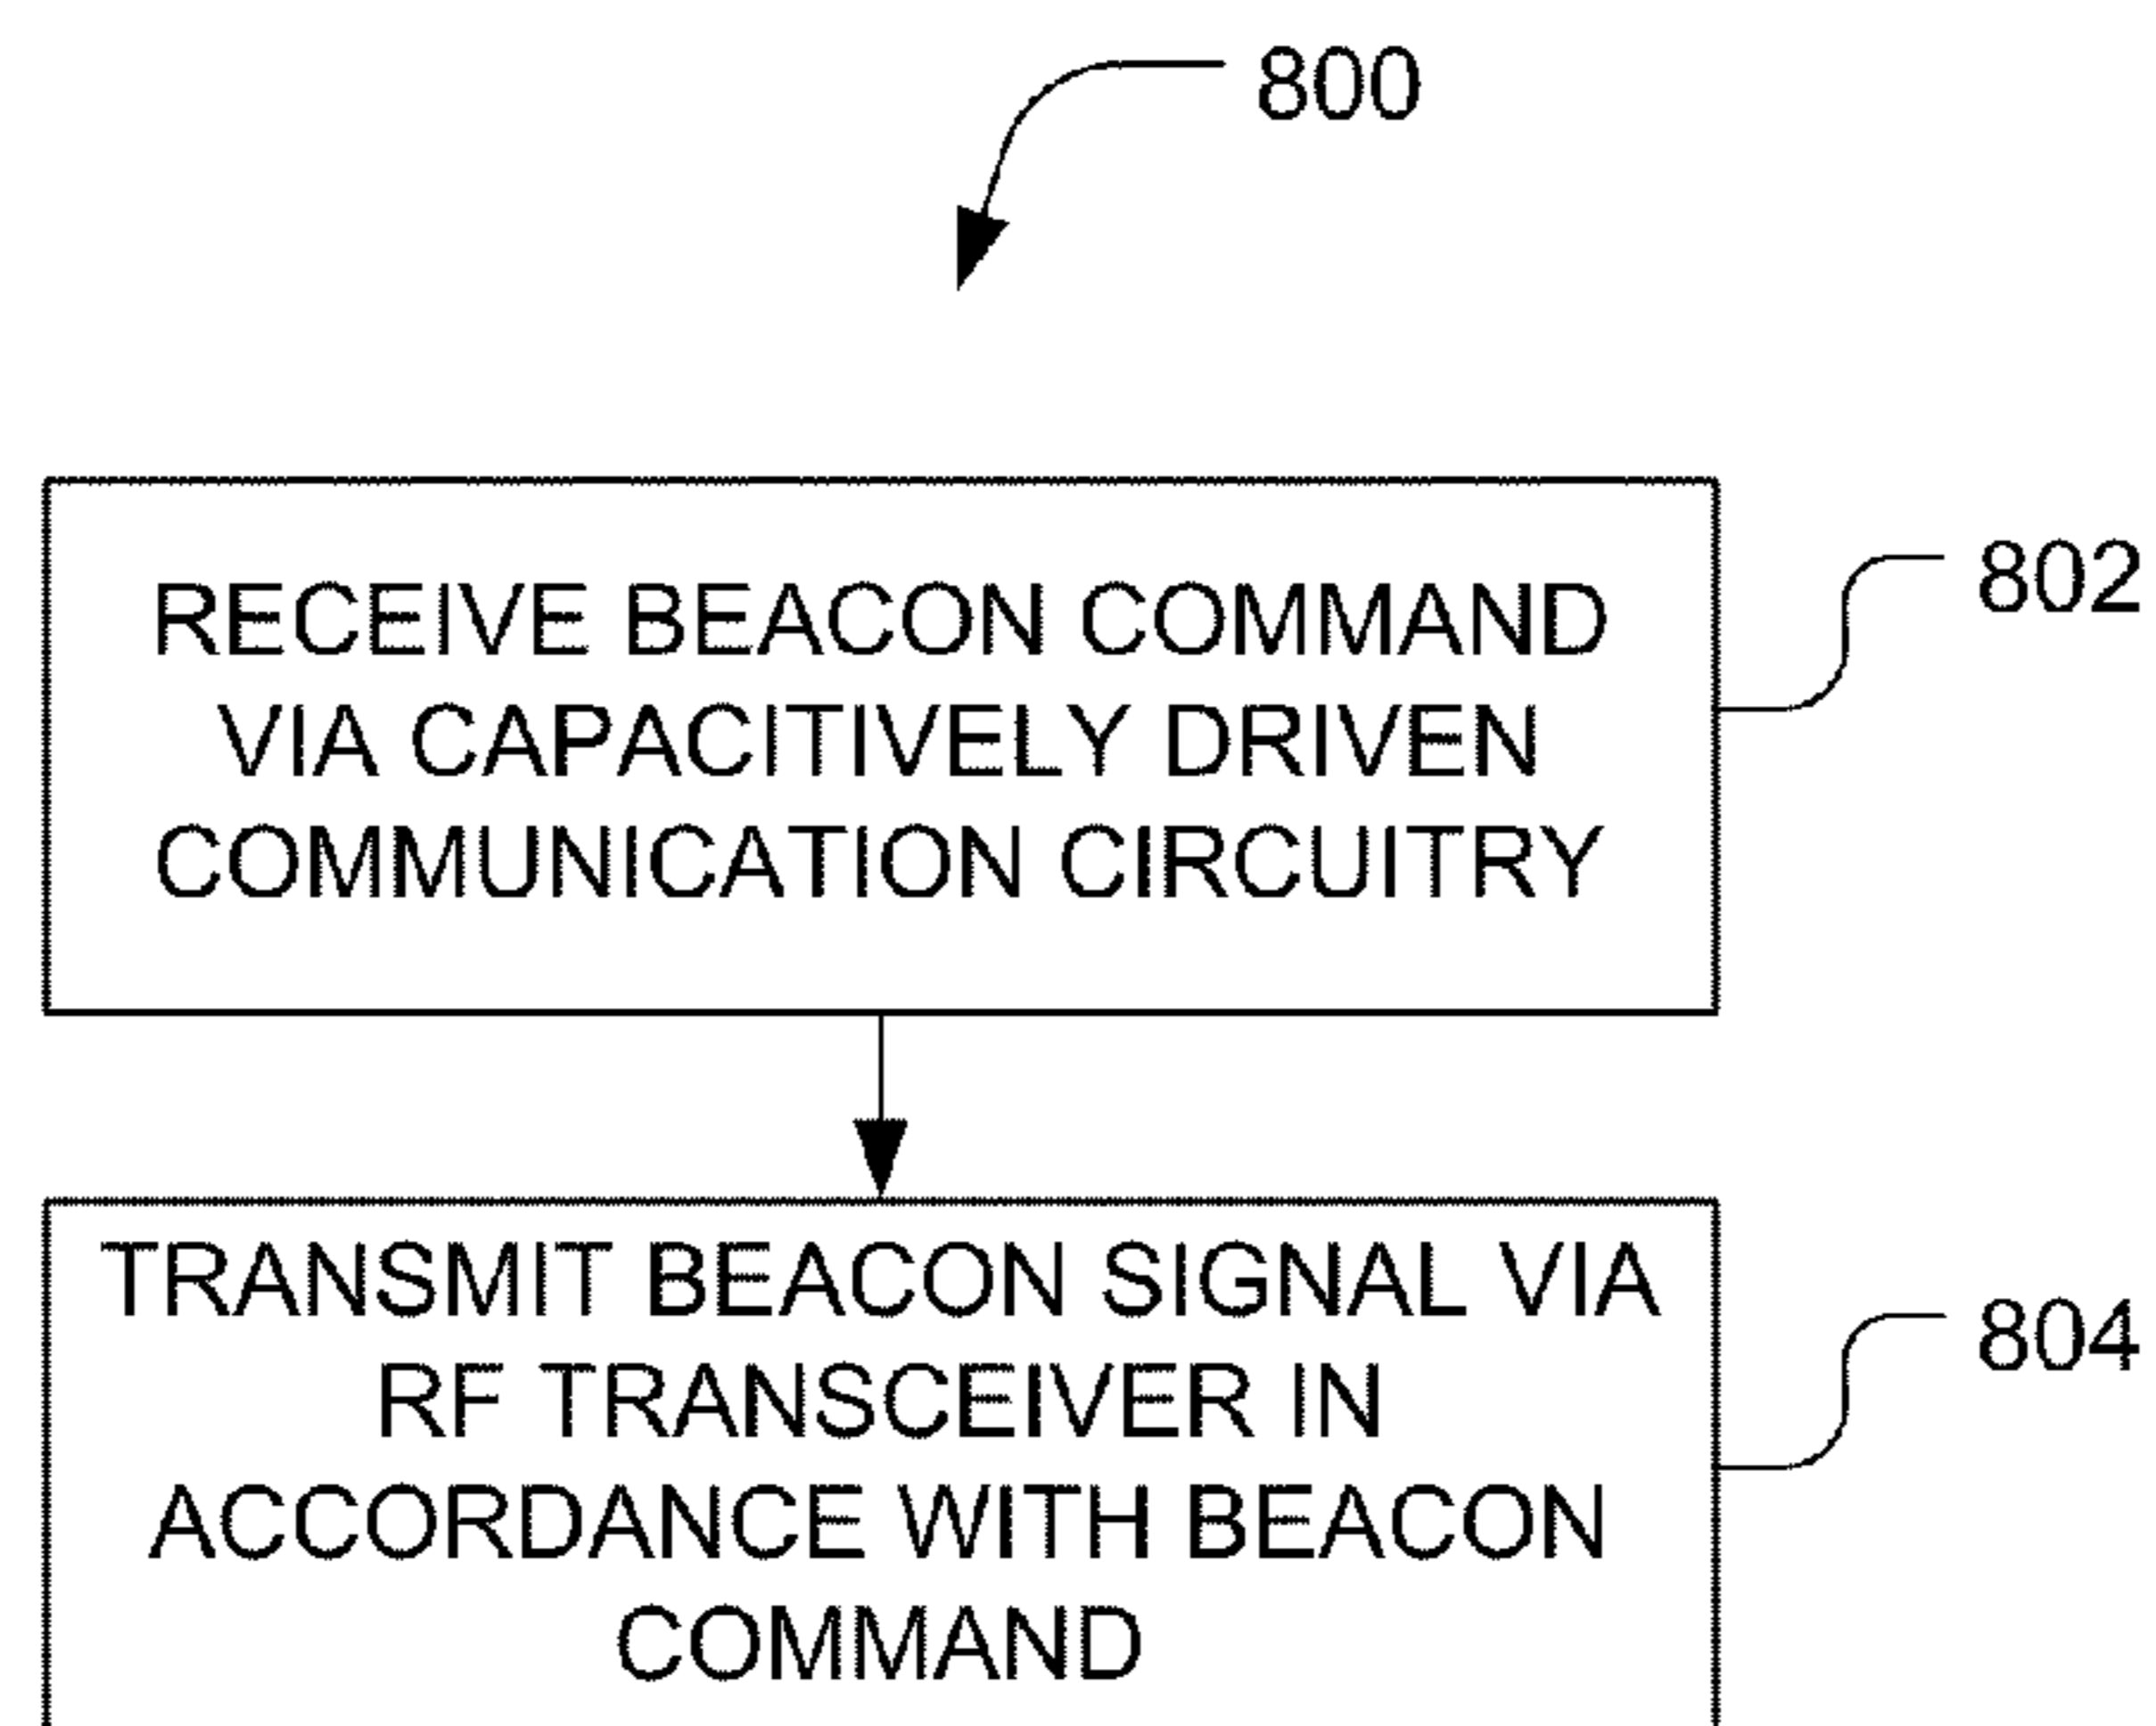 800
RECEIVE BEACON COMMAND
VIA CAPACITIVELY DRIVEN
COMMUNICATION CIRCUITRY
802
TRANSMIT BEACON SIGNAL VIA
RF TRANSCEIVER IN
ACCORDANCE WITH BEACON
COMMAND
804